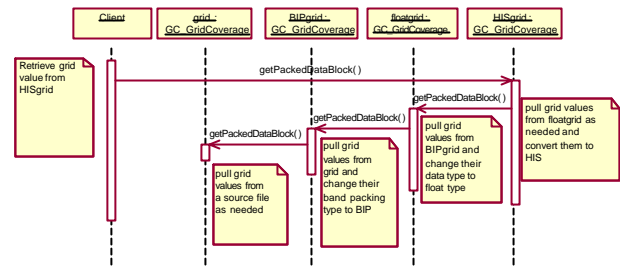 Client
grid :
GC_GridCoverage
BIPgrid :
GC_GridCoverage
floatgrid :
GC_GridCoverage
HISgrid :
GC_GridCoverage
Retrieve grid
value from
HISgrid
getPackedDataBlock( )
getPackedDataBlock( )
getPackedDataBlock( )
getPackedDataBlock( )
pull grid values
from floatgrid as
needed and
convert them to
HIS
pull grid
values from
BIPgrid and
change their
data type to
float type
pull grid
values from
grid and
change their
band packing
type to BIP
pull grid
values from
a source file
as needed